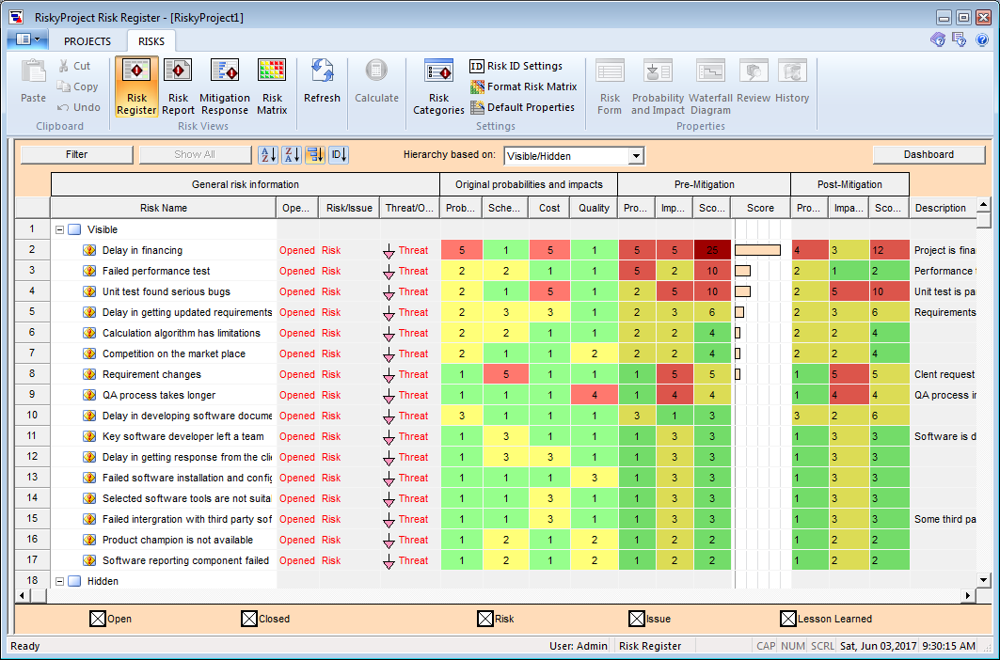 RiskyProject Risk Register - [RiskyProject1]
PROJECTS RISKS
Paste Cut Copy Undo Clipboard
Risk Register Risk Report Mitigation Response Risk Matrix Risk Views
Refresh Calculate
Risk Categories Risk ID Settings Format Risk Matrix Default Properties Settings
Risk Form Probability and Impact Waterfall Diagram Review History Properties
Filter Show All A Z Z A ID Hierarchy based on: Visible/Hidden Dashboard
General risk information Original probabilities and impacts Pre-Mitigation Post-Mitigation
Risk Name Ope... Risk/Issue Threat/O... Prob... Sche... Cost Quality Pro... Imp... Sco... Score Pro... Impa... Sco... Description
1 Visible
2 Delay in financing Opened Risk Threat 5 1 5 1 5 5 25 4 3 12 Project is fina
3 Failed performance test Opened Risk Threat 2 2 1 1 5 2 10 2 1 2 Performance
4 Unit test found serious bugs Opened Risk Threat 2 1 5 1 2 5 10 2 5 10 Unit test is pa
5 Delay in getting updated requirements Opened Risk Threat 2 3 3 1 2 3 6 2 3 6 Requirements
6 Calculation algorithm has limitations Opened Risk Threat 2 2 1 1 2 2 4 2 2 4
7 Competition on the market place Opened Risk Threat 2 1 1 2 2 2 4 2 2 4
8 Requirement changes Opened Risk Threat 1 5 1 1 1 5 5 1 5 5 Clent request
9 QA process takes longer Opened Risk Threat 1 1 1 4 1 4 4 1 4 4 QA process in
10 Delay in developing software docume Opened Risk Threat 3 1 1 1 3 1 3 3 2 6
11 Key software developer left a team Opened Risk Threat 1 3 1 1 1 3 3 1 3 3 Software is d
12 Delay in getting response from the cli Opened Risk Threat 1 3 3 1 1 3 3 1 3 3
13 Failed software installation and config Opened Risk Threat 1 1 1 3 1 3 3 1 3 3
14 Selected software tools are not suita Opened Risk Threat 1 1 3 1 1 3 3 1 3 3
15 Failed intergration with third party sof Opened Risk Threat 1 1 3 1 1 3 3 1 3 3 Some third pa
16 Product champion is not available Opened Risk Threat 1 2 1 2 1 2 2 1 2 2
17 Software reporting component failed Opened Risk Threat 1 2 1 2 1 2 2 1 2 2
18 Hidden
Open Closed Risk Issue Lesson Learned
Ready User: Admin Risk Register CAP NUM SCRL Sat, Jun 03,2017 9:30:15 AM